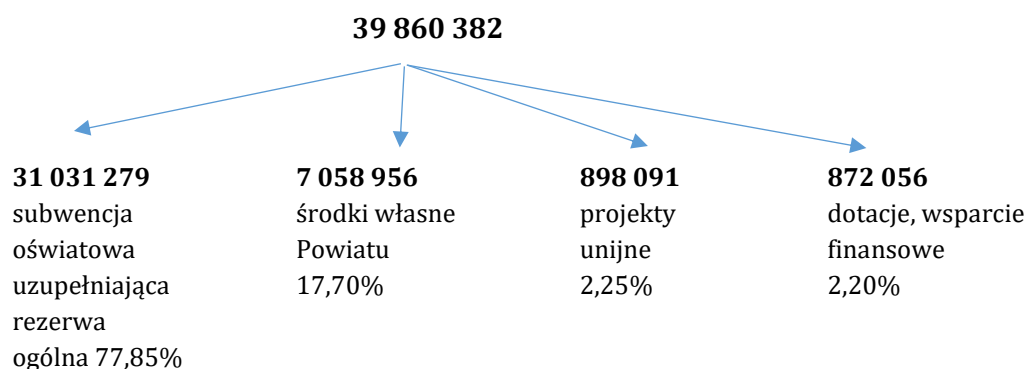 39 860 382
31 031 279
subwencja
oświatowa
uzupełniająca
rezerwa
ogólna 77,85%
7 058 956
środki własne
Powiatu
17,70%
898 091
projekty
unijne
2,25%
872 056
dotacje, wsparcie
finansowe
2,20%